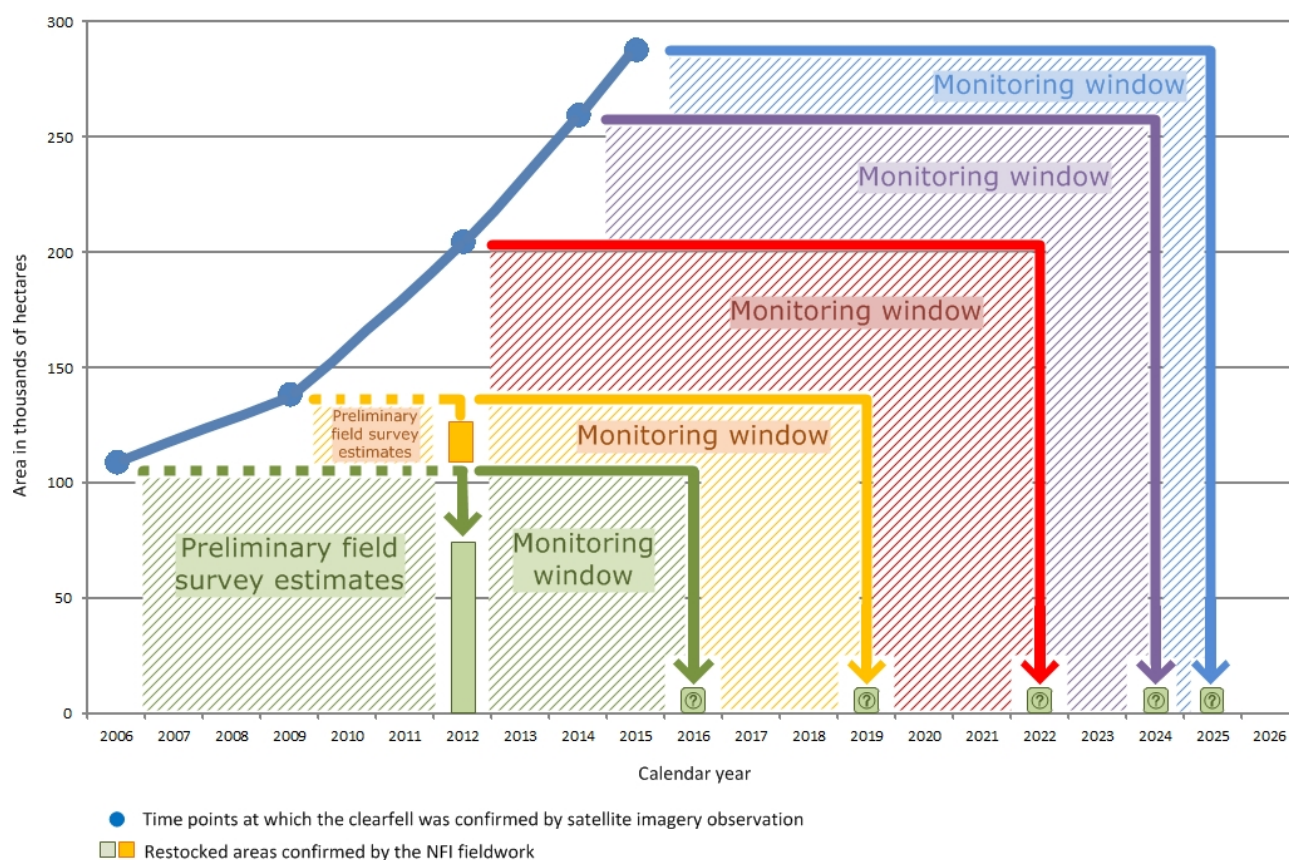 300
250
200
150
100
50
0
Area in thousands of hectares
Monitoring window
Monitoring window
Monitoring window
Preliminary
field survey
estimates
Monitoring window
Preliminary field
survey estimates
Monitoring
window
? ? ? ? ?
2006 2007 2008 2009 2010 2011 2012 2013 2014 2015 2016 2017 2018 2019 2020 2021 2022 2023 2024 2025 2026
Calendar year
Time points at which the clearfell was confirmed by satellite imagery observation
Restocked areas confirmed by the NFI fieldwork